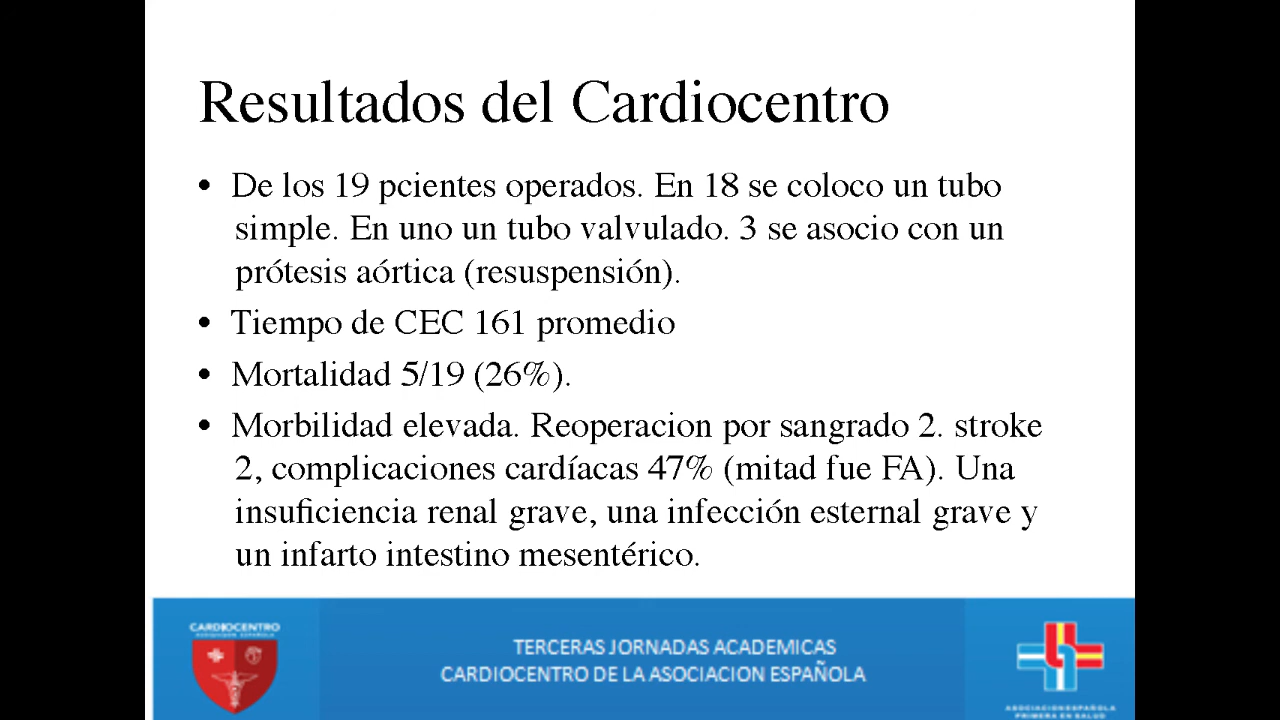 Resultados del Cardiocentro
• De los 19 pcientes operados. En 18 se coloco un tubo
simple. En uno un tubo valvulado. 3 se asocio con un
prótesis aórtica (resuspensión).
• Tiempo de CEC 161 promedio
• Mortalidad 5/19 (26%).
• Morbilidad elevada. Reoperacion por sangrado 2. stroke
2, complicaciones cardíacas 47% (mitad fue FA). Una
insuficiencia renal grave, una infección esternal grave y
un infarto intestino mesentérico.
CARDIOCENTRO
ASOCIACIÓN ESPAÑOLA
TERCERAS JORNADAS ACADEMICAS
CARDIOCENTRO DE LA ASOCIACION ESPAÑOLA
ASOCIACIONESPAÑOLA
PRIMERA EN SALUD